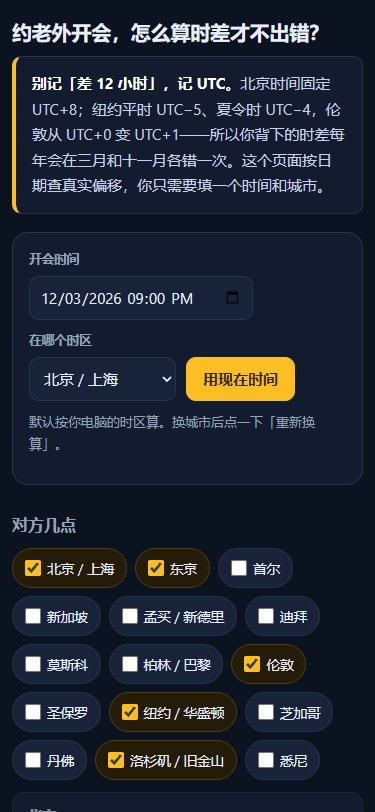 约老外开会，怎么算时差才不出错？
别记「差 12 小时」，记 UTC。北京时间固定
UTC+8；纽约平时 UTC−5、夏令时 UTC−4，伦
敦从 UTC+0 变 UTC+1——所以你背下的时差每
年会在三月和十一月各错一次。这个页面按日
期查真实偏移，你只需要填一个时间和城市。
开会时间
12/03/2026 09:00 PM
在哪个时区
北京 / 上海
用现在时间
默认按你电脑的时区算。换城市后点一下「重新换
算」。
对方几点
北京 / 上海 东京 首尔
新加坡 孟买 / 新德里 迪拜
莫斯科 柏林 / 巴黎 伦敦
圣保罗 纽约 / 华盛顿 芝加哥
丹佛 洛杉矶 / 旧金山 悉尼